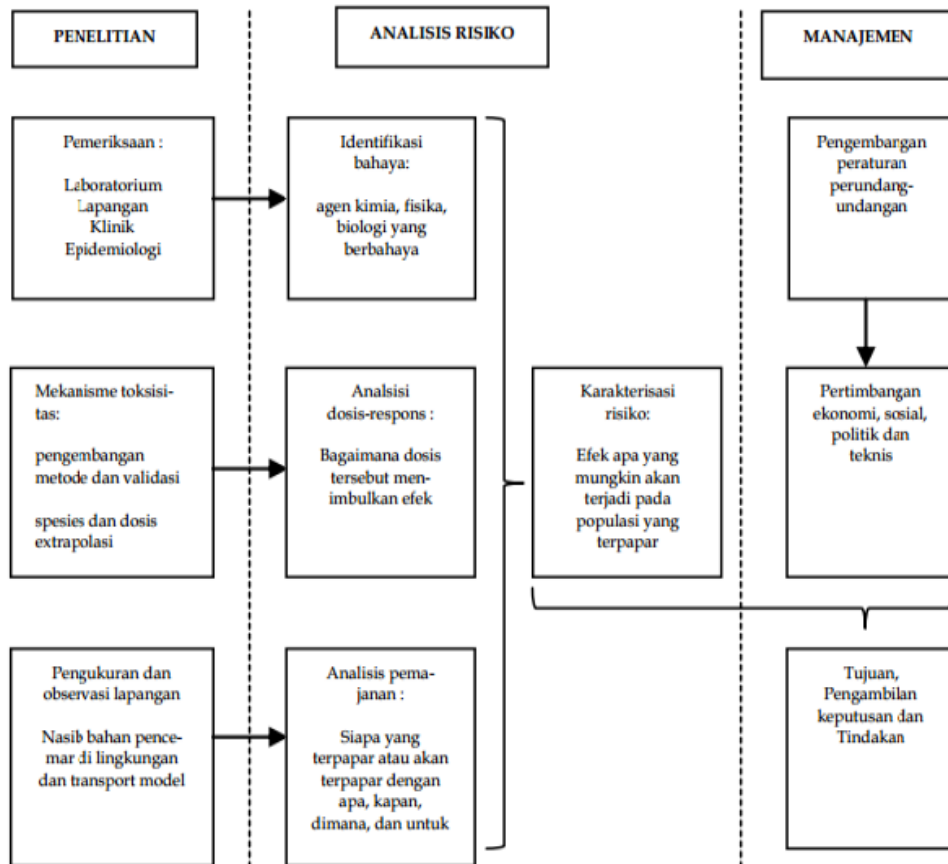 PENELITIAN
ANALISIS RISIKO
MANAJEMEN
Pemeriksaan :
Laboratorium
Lapangan
Klinik
Epidemiologi
Identifikasi
bahaya:
agen kimia, fisika,
biologi yang
berbahaya
Pengembangan
peraturan
perundang-
undangan
Mekanisme toksisi-
tas:
pengembangan
metode dan validasi
spesies dan dosis
extrapolasi
Analsisi
dosis-respons :
Bagaimana dosis
tersebut men-
imbulkan efek
Karakterisasi
risiko:
Efek apa yang
mungkin akan
terjadi pada
populasi yang
terpapar
Pertimbangan
ekonomi, sosial,
politik dan
teknis
Pengukuran dan
observasi lapangan
Nasib bahan pence-
mar di lingkungan
dan transport model
Analisis pema-
janan :
Siapa yang
terpapar atau akan
terpapar dengan
apa, kapan,
dimana, dan untuk
Tujuan,
Pengambilan
keputusan dan
Tindakan